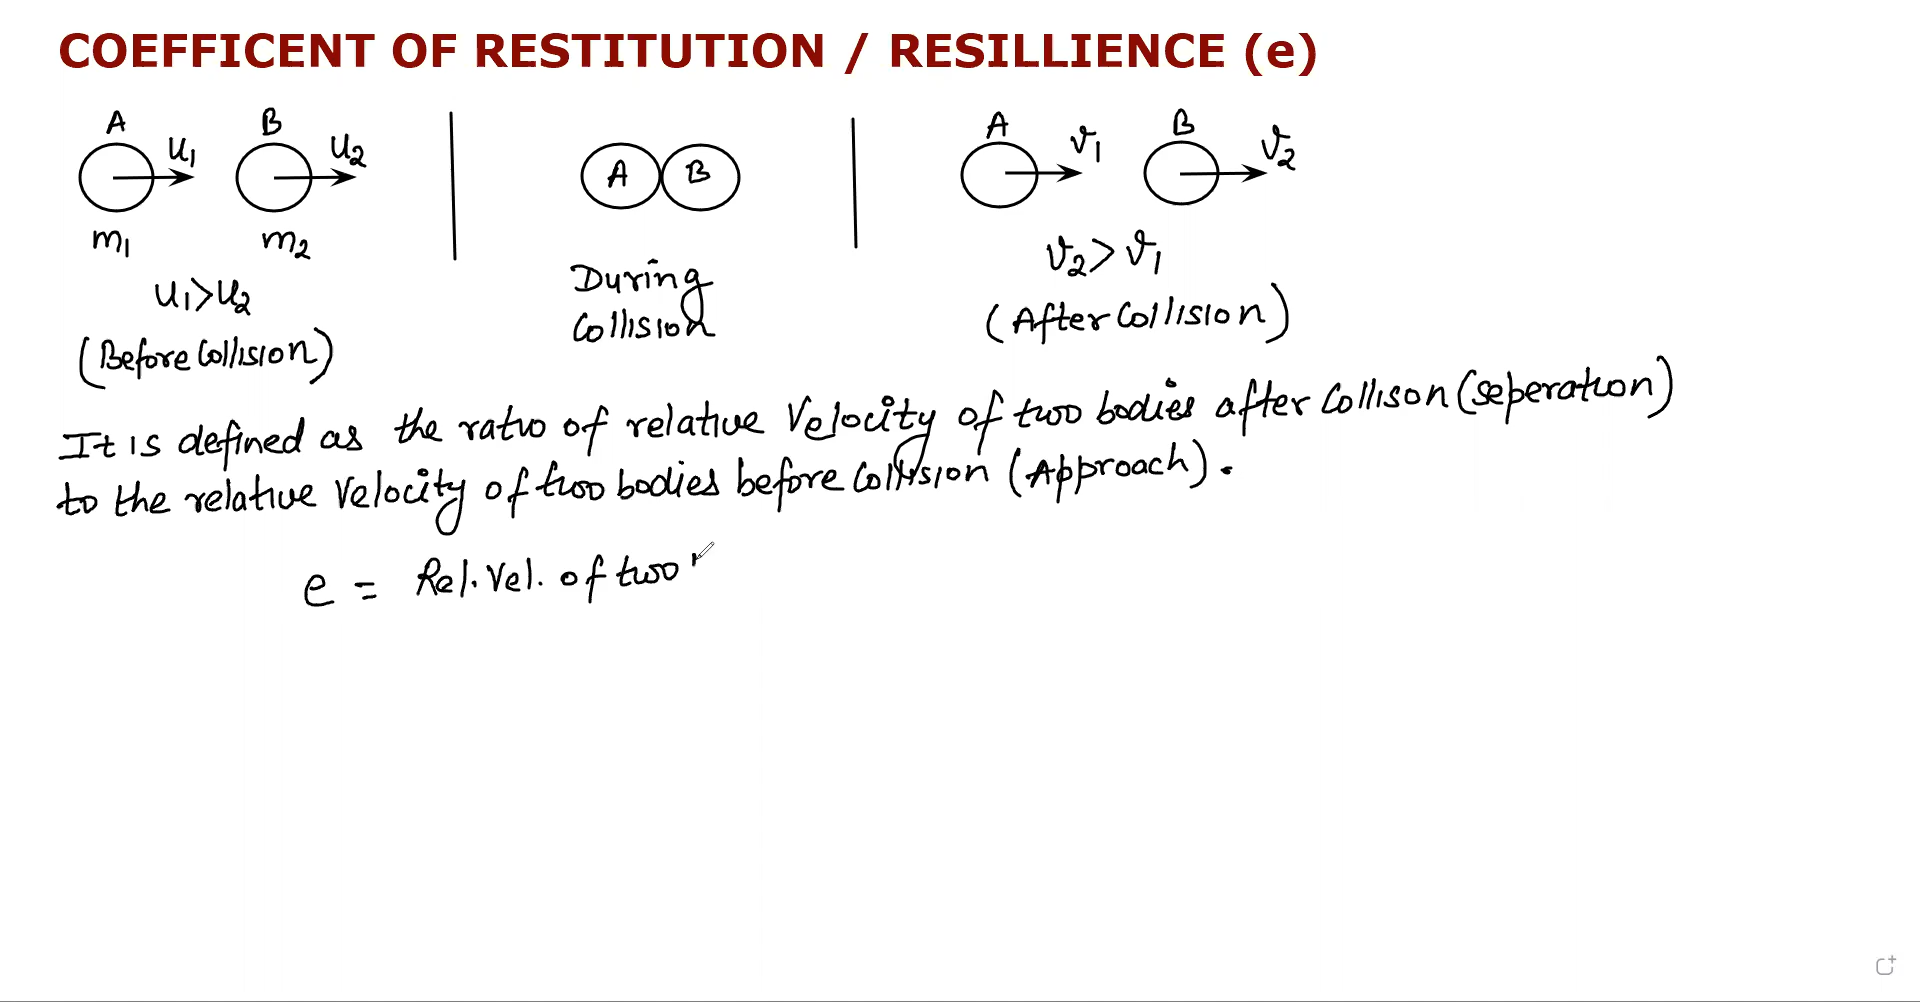 COEFFICENT OF RESTITUTION / RESILLIENCE (e)
A u₁ B u₂
m₁ m₂
u₁>u₂
(Before Collision)
A B
During
Collision
A v₁ B v₂
v₂>v₁
(After Collision)
It is defined as the ratio of relative Velocity of two bodies after Collison (seperation)
to the relative Velocity of two bodies before Collision (Approach).
e = Rel. Vel. of two